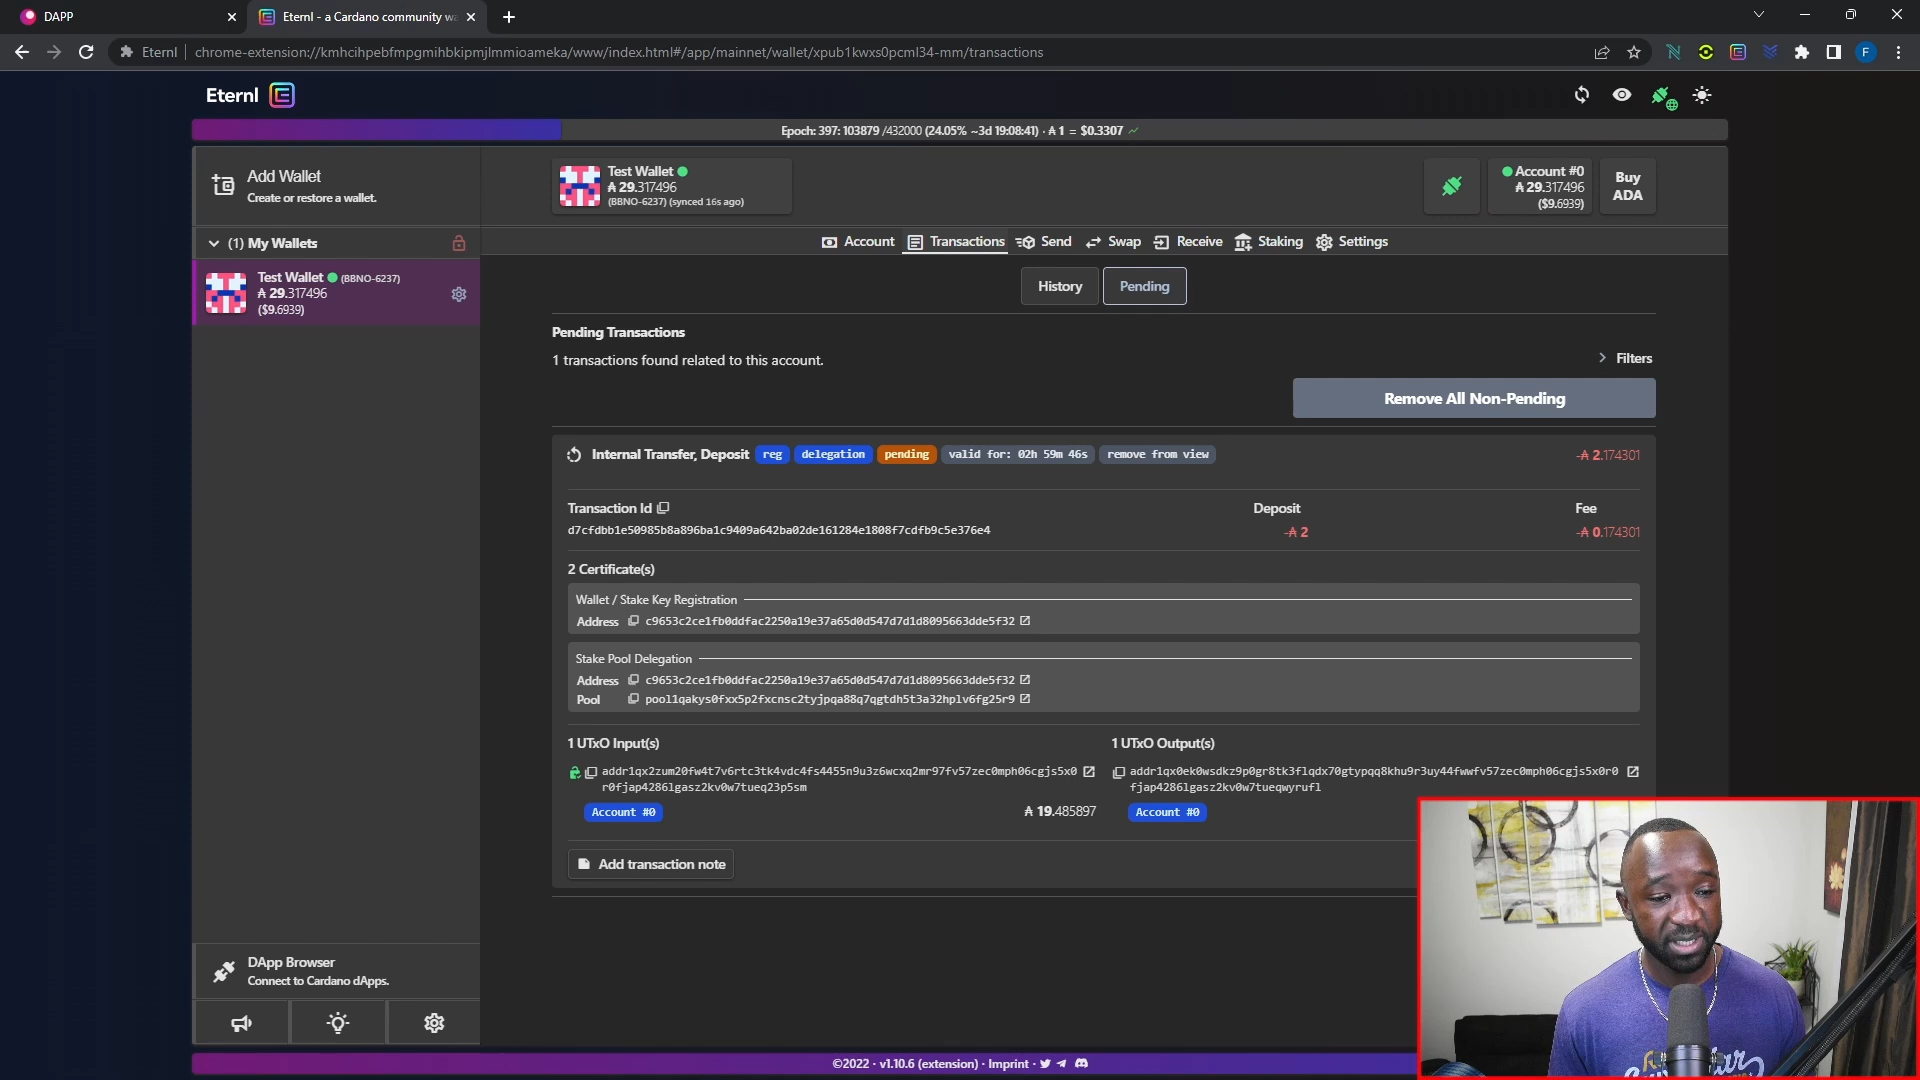 DAPP
Eternl - a Cardano community wa
Eternl
chrome-extension://kmhcihpebfmpgmihbkipmjlmmioameka/www/index.html#/app/mainnet/wallet/xpub1kwxs0pcml34-mm/transactions
F
Eternl
Epoch: 397: 103879 /432000 (24.05% ~3d 19:08:41) · ₳ 1 = $0.3307
Add Wallet
Create or restore a wallet.
Test Wallet
₳ 29.317496
(BBNO-6237) (synced 16s ago)
Account #0
₳ 29.317496
($9.6939)
Buy
ADA
(1) My Wallets
Account Transactions Send Swap Receive Staking Settings
Test Wallet (BBNO-6237)
₳ 29.317496
($9.6939)
History Pending
Pending Transactions
1 transactions found related to this account.
Filters
Remove All Non-Pending
Internal Transfer, Deposit reg delegation pending valid for: 02h 59m 46s remove from view -₳ 2.174301
Transaction Id Deposit Fee
d7cfdbb1e50985b8a896ba1c9409a642ba02de161284e1808f7cdfb9c5e376e4 -₳ 2 -₳ 0.174301
2 Certificate(s)
Wallet / Stake Key Registration
Address c9653c2ce1fb0ddfac2250a19e37a65d0d547d7d1d8095663dde5f32
Stake Pool Delegation
Address c9653c2ce1fb0ddfac2250a19e37a65d0d547d7d1d8095663dde5f32
Pool pool1qakys0fxx5p2fxcnsc2tyjpqa88q7qgtdh5t3a32hplv6fg25r9
1 UTxO Input(s) 1 UTxO Output(s)
addr1qx2zum20fw4t7v6rtc3tk4vdc4fs4455n9u3z6wcxq2mr97fv57zec0mph06cgjs5x0 addr1qx0ek0wsdkz9p0gr8tk3flqdx70gtypqq8khu9r3uy44fwwfv57zec0mph06cgjs5x0r0
r0fjap4286lgasz2kv0w7tueq23p5sm fjap4286lgasz2kv0w7tueqwyrufl
Account #0 ₳ 19.485897 Account #0
Add transaction note
DApp Browser
Connect to Cardano dApps.
©2022 · v1.10.6 (extension) · Imprint ·